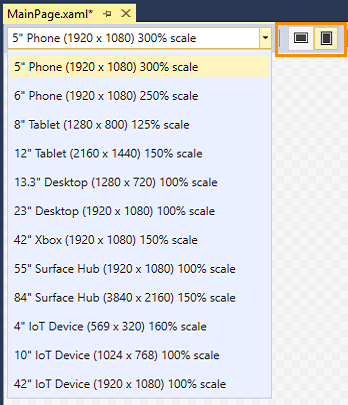 MainPage.xaml*
5" Phone (1920 x 1080) 300% scale
5" Phone (1920 x 1080) 300% scale
6" Phone (1920 x 1080) 250% scale
8" Tablet (1280 x 800) 125% scale
12" Tablet (2160 x 1440) 150% scale
13.3" Desktop (1280 x 720) 100% scale
23" Desktop (1920 x 1080) 100% scale
42" Xbox (1920 x 1080) 150% scale
55" Surface Hub (1920 x 1080) 100% scale
84" Surface Hub (3840 x 2160) 150% scale
4" IoT Device (569 x 320) 160% scale
10" IoT Device (1024 x 768) 100% scale
42" IoT Device (1920 x 1080) 100% scale